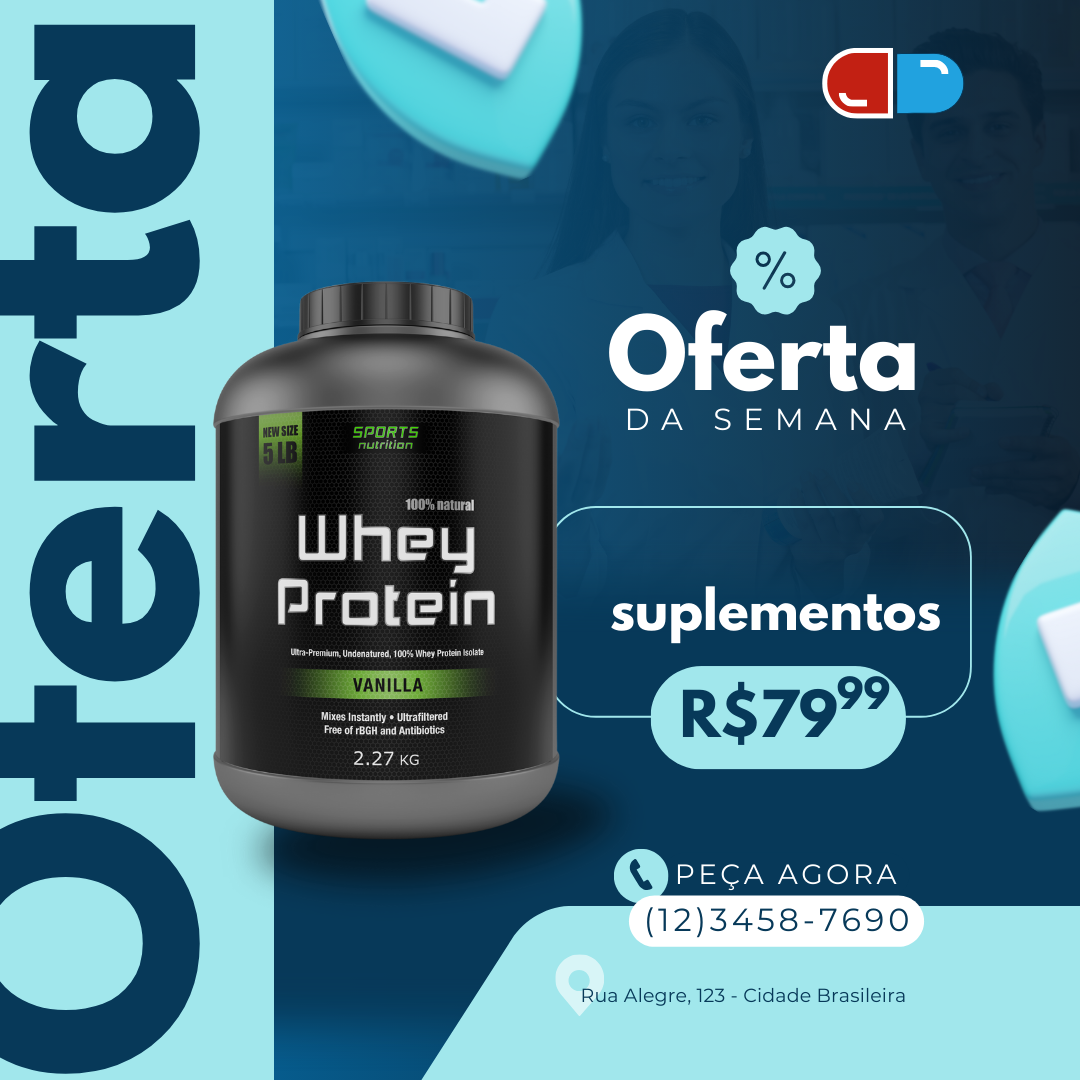 Oferta
%
Oferta
DA SEMANA
NEW SIZE
5 LB
SPORTS
nutrition
100% natural
Whey
Protein
Ultra-Premium, Undenatured, 100% Whey Protein Isolate
VANILLA
Mixes Instantly • Ultrafiltered
Free of rBGH and Antibiotics
2.27 KG
suplementos
R$7999
PEÇA AGORA
(12)3458-7690
Rua Alegre, 123 - Cidade Brasileira